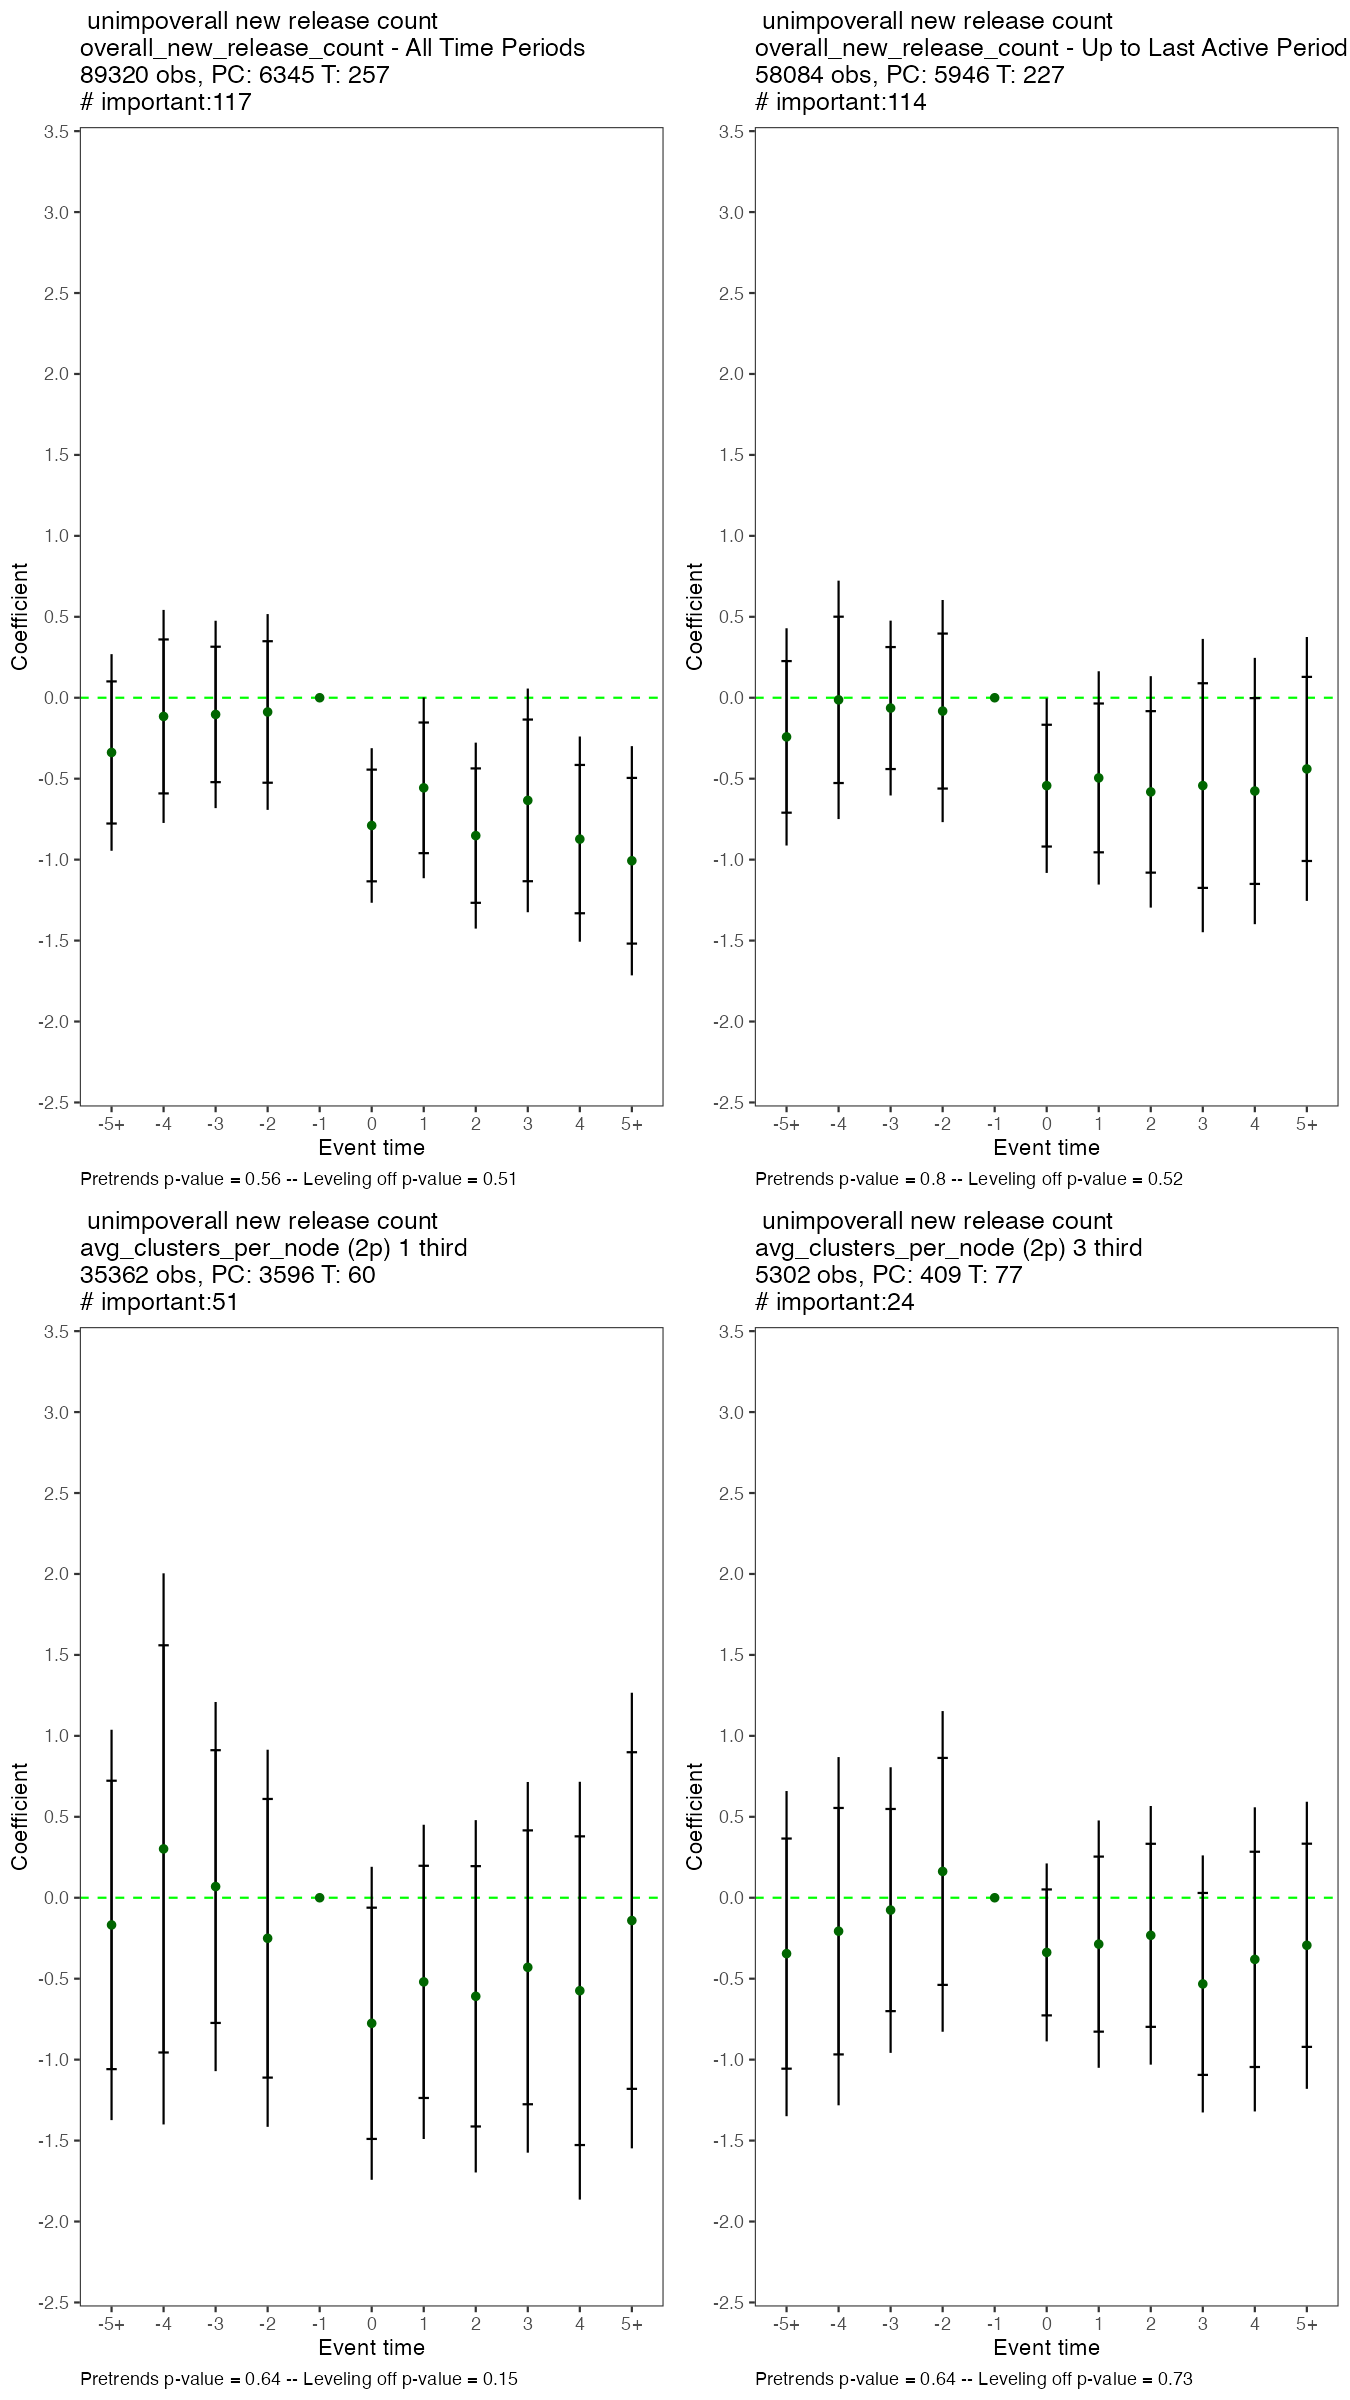 unimpoverall new release count
overall_new_release_count - All Time Periods
89320 obs, PC: 6345 T: 257
# important:117
3.5
3.0
2.5
2.0
1.5
1.0
0.5
0.0
-0.5
-1.0
-1.5
-2.0
-2.5
Coefficient
-5+ -4 -3 -2 -1 0 1 2 3 4 5+
Event time
Pretrends p-value = 0.56 -- Leveling off p-value = 0.51
unimpoverall new release count
overall_new_release_count - Up to Last Active Period
58084 obs, PC: 5946 T: 227
# important:114
3.5
3.0
2.5
2.0
1.5
1.0
0.5
0.0
-0.5
-1.0
-1.5
-2.0
-2.5
Coefficient
-5+ -4 -3 -2 -1 0 1 2 3 4 5+
Event time
Pretrends p-value = 0.8 -- Leveling off p-value = 0.52
unimpoverall new release count
avg_clusters_per_node (2p) 1 third
35362 obs, PC: 3596 T: 60
# important:51
3.5
3.0
2.5
2.0
1.5
1.0
0.5
0.0
-0.5
-1.0
-1.5
-2.0
-2.5
Coefficient
-5+ -4 -3 -2 -1 0 1 2 3 4 5+
Event time
Pretrends p-value = 0.64 -- Leveling off p-value = 0.15
unimpoverall new release count
avg_clusters_per_node (2p) 3 third
5302 obs, PC: 409 T: 77
# important:24
3.5
3.0
2.5
2.0
1.5
1.0
0.5
0.0
-0.5
-1.0
-1.5
-2.0
-2.5
Coefficient
-5+ -4 -3 -2 -1 0 1 2 3 4 5+
Event time
Pretrends p-value = 0.64 -- Leveling off p-value = 0.73